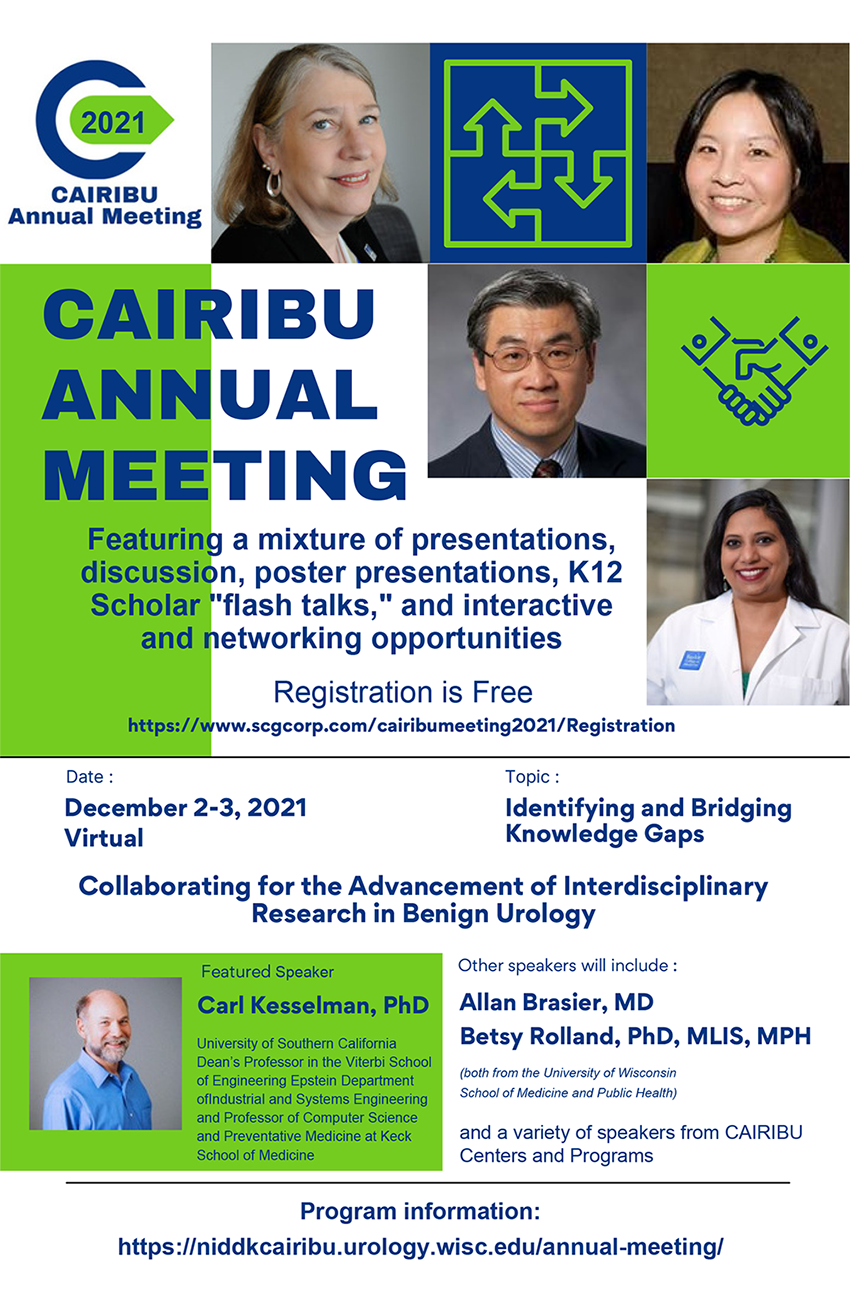 2021
CAIRIBU
Annual Meeting
CAIRIBU
ANNUAL
MEETING
Featuring a mixture of presentations,
discussion, poster presentations, K12
Scholar "flash talks," and interactive
and networking opportunities
Registration is Free
https://www.scgcorp.com/cairibumeeting2021/Registration
Date :
December 2-3, 2021
Virtual
Topic :
Identifying and Bridging
Knowledge Gaps
Collaborating for the Advancement of Interdisciplinary
Research in Benign Urology
Featured Speaker
Carl Kesselman, PhD
University of Southern California
Dean's Professor in the Viterbi School
of Engineering Epstein Department
ofIndustrial and Systems Engineering
and Professor of Computer Science
and Preventative Medicine at Keck
School of Medicine
Other speakers will include :
Allan Brasier, MD
Betsy Rolland, PhD, MLIS, MPH
(both from the University of Wisconsin
School of Medicine and Public Health)
and a variety of speakers from CAIRIBU
Centers and Programs
Program information:
https://niddkcairibu.urology.wisc.edu/annual-meeting/